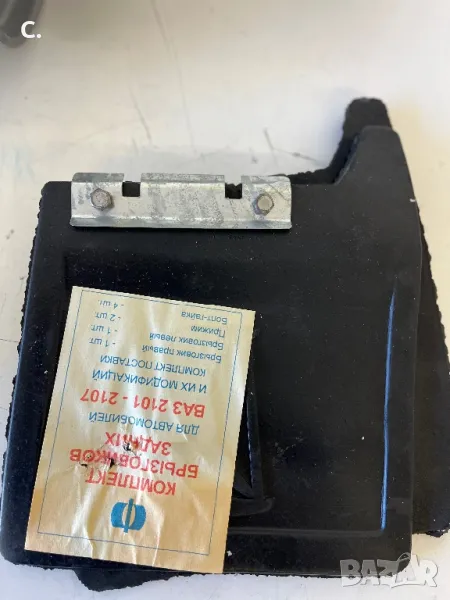 C.
КОМПЛЕКТ
БРЫЗГОВИКОВ
ЗАДНИХ
ДЛЯ АВТОМОБИЛЕЙ
ВАЗ 2101 - 2107
И ИХ МОДИФИКАЦИЙ
КОМПЛЕКТ ПОСТАВКИ
Брызговик правый - 1 шт.
Брызговик левый - 1 шт.
Прижим - 2 шт.
Болт-гайка - 4 шт.
BAZAR